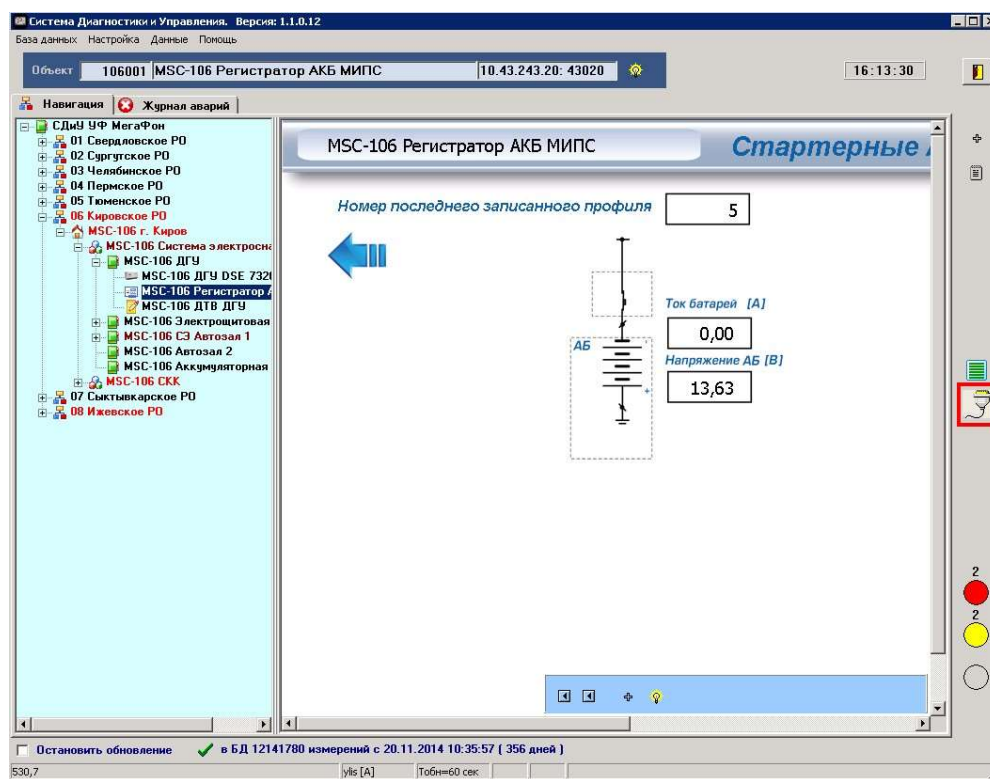 Система Диагностики и Управления. Версия: 1.1.0.12
База данных Настройка Данные Помощь
Объект 106001 MSC-106 Регистратор АКБ МИПС 10.43.243.20: 43020 16:13:30
Навигация Журнал аварий
СДиУ УФ МегаФон
01 Свердловское РО
02 Сургутское РО
03 Челябинское РО
04 Пермское РО
05 Тюменское РО
06 Кировское РО
MSC-106 г. Киров
MSC-106 Система электросна
MSC-106 ДГУ
MSC-106 ДГУ DSE 732
MSC-106 Регистратор
MSC-106 ДТВ ДГУ
MSC-106 Электрощитовая
MSC-106 СЭ Автозал 1
MSC-106 Автозал 2
MSC-106 Аккумуляторная
MSC-106 СКК
07 Сыктывкарское РО
08 Ижевское РО
MSC-106 Регистратор АКБ МИПС
Стартерные
Номер последнего записанного профиля 5
Ток батарей [А]
0,00
АБ
Напряжение АБ [В]
13,63
+
2
2
Остановить обновление в БД 12141780 измерений с 20.11.2014 10:35:57 ( 356 дней )
530,7 ylis [A] Тобн=60 сек